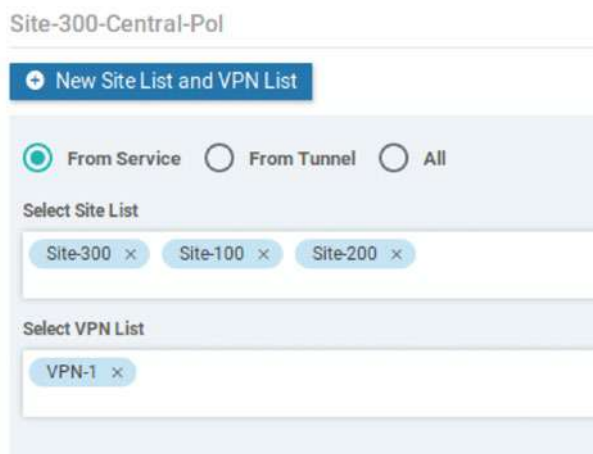 Site-300-Central-Pol
New Site List and VPN List
From Service From Tunnel All
Select Site List
Site-300 × Site-100 × Site-200 ×
Select VPN List
VPN-1 ×